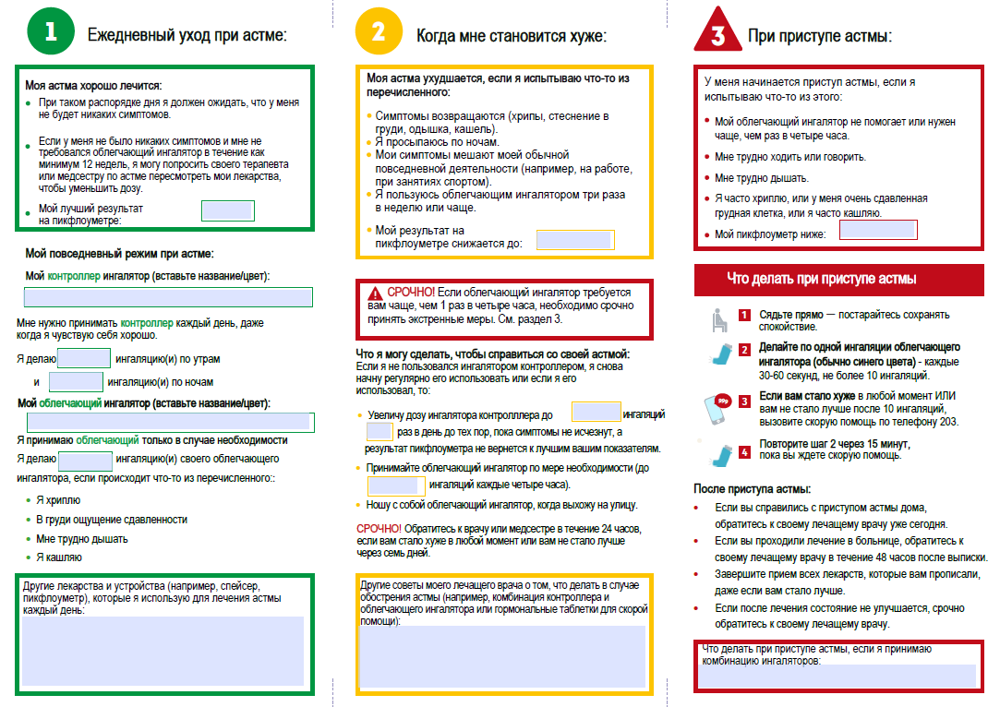 1
Ежедневный уход при астме:
Моя астма хорошо лечится:
• При таком распорядке дня я должен ожидать, что у меня
не будет никаких симптомов.
• Если у меня не было никаких симптомов и мне не
требовался облегчающий ингалятор в течение как
минимум 12 недель, я могу попросить своего терапевта
или медсестру по астме пересмотреть мои лекарства,
чтобы уменьшить дозу.
• Мой лучший результат
на пикфлоуметре:
Мой повседневный режим при астме:
Мой контроллер ингалятор (вставьте название/цвет):
Мне нужно принимать контроллер каждый день, даже
когда я чувствую себя хорошо.
Я делаю ингаляцию(и) по утрам
и ингаляцию(и) по ночам
Мой облегчающий ингалятор (вставьте название/цвет):
Я принимаю облегчающий только в случае необходимости
Я делаю ингаляцию(и) своего облегчающего
ингалятора, если происходит что-то из перечисленного::
• Я хриплю
• В груди ощущение сдавленности
• Мне трудно дышать
• Я кашляю
Другие лекарства и устройства (например, спейсер,
пикфлоуметр), которые я использую для лечения астмы
каждый день:
2
Когда мне становится хуже:
Моя астма ухудшается, если я испытываю что-то из
перечисленного:
• Симптомы возвращаются (хрипы, стеснение в
груди, одышка, кашель).
• Я просыпаюсь по ночам.
• Мои симптомы мешают моей обычной
повседневной деятельности (например, на работе,
при занятиях спортом).
• Я пользуюсь облегчающим ингалятором три раза
в неделю или чаще.
• Мой результат на
пикфлоуметре снижается до:
! СРОЧНО! Если облегчающий ингалятор требуется
вам чаще, чем 1 раз в четыре часа, необходимо срочно
принять экстренные меры. См. раздел 3.
Что я могу сделать, чтобы справиться со своей астмой:
Если я не пользовался ингалятором контроллером, я снова
начну регулярно его использовать или если я его
использовал, то:
• Увеличу дозу ингалятора контролллера до ингаляций
раз в день до тех пор, пока симптомы не исчезнут, а
результат пикфлоуметра не вернется к лучшим вашим показателям.
• Принимайте облегчающий ингалятор по мере необходимости (до
ингаляций каждые четыре часа).
• Ношу с собой облегчающий ингалятор, когда выхожу на улицу.
СРОЧНО! Обратитесь к врачу или медсестре в течение 24 часов,
если вам стало хуже в любой момент или вам не стало лучше
через семь дней.
Другие советы моего лечащего врача о том, что делать в случае
обострения астмы (например, комбинация контроллера и
облегчающего ингалятора или гормональные таблетки для скорой
помощи):
3
При приступе астмы:
У меня начинается приступ астмы, если я
испытываю что-то из этого:
• Мой облегчающий ингалятор не помогает или нужен
чаще, чем раз в четыре часа.
• Мне трудно ходить или говорить.
• Мне трудно дышать.
• Я часто хриплю, или у меня очень сдавленная
грудная клетка, или я часто кашляю.
• Мой пикфлоуметр ниже:
Что делать при приступе астмы
1 Сядьте прямо — постарайтесь сохранять
спокойствие.
2 Делайте по одной ингаляции облегчающего
ингалятора (обычно синего цвета) - каждые
30-60 секунд, не более 10 ингаляций.
999
3 Если вам стало хуже в любой момент ИЛИ
вам не стало лучше после 10 ингаляций,
вызовите скорую помощь по телефону 203.
4 Повторите шаг 2 через 15 минут,
пока вы ждете скорую помощь.
После приступа астмы:
• Если вы справились с приступом астмы дома,
обратитесь к своему лечащему врачу уже сегодня.
• Если вы проходили лечение в больнице, обратитесь к
своему лечащему врачу в течение 48 часов после выписки.
• Завершите прием всех лекарств, которые вам прописали,
даже если вам стало лучше.
• Если после лечения состояние не улучшается, срочно
обратитесь к своему лечащему врачу.
Что делать при приступе астмы, если я принимаю
комбинацию ингаляторов: